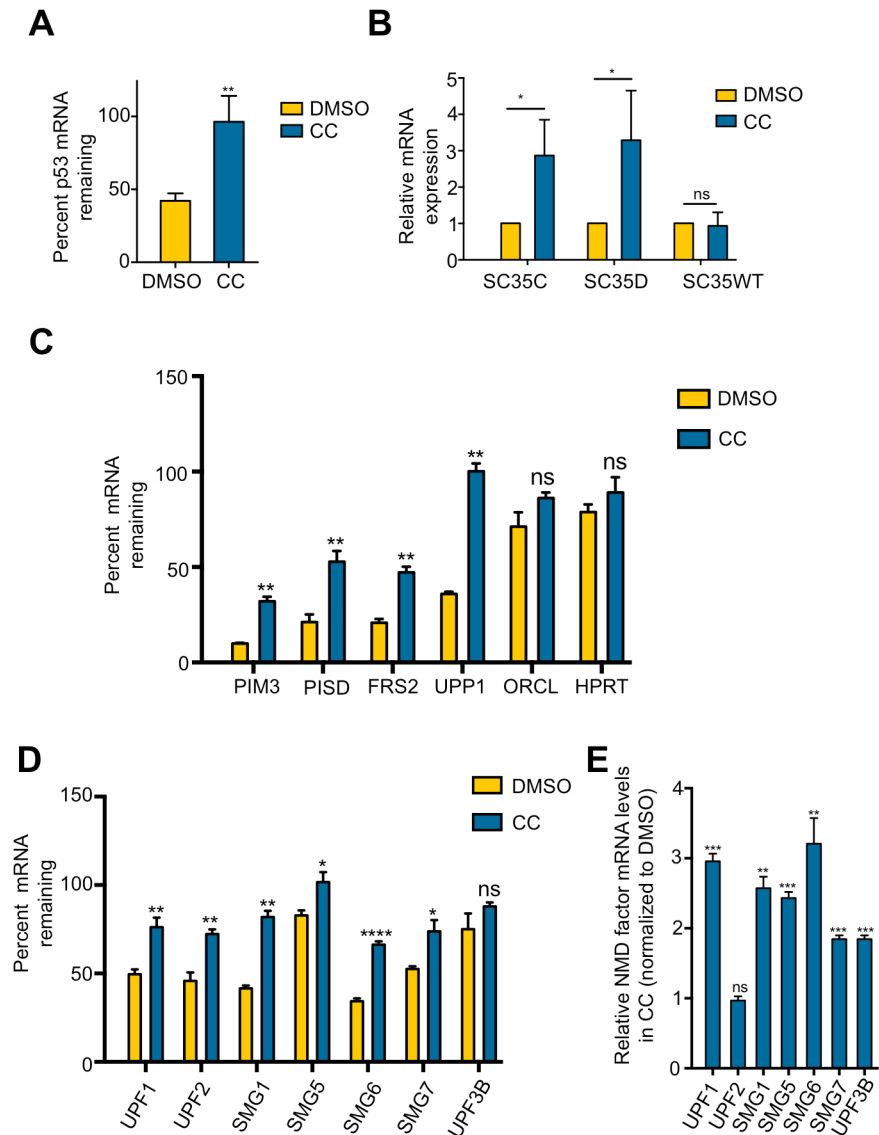 A
Percent p53 mRNA
remaining
100
50
0
**
DMSO
CC
DMSO CC
B
Relative mRNA
expression
5
4
3
2
1
0
*
*
ns
DMSO
CC
SC35C SC35D SC35WT
C
Percent mRNA
remaining
150
100
50
0
** ** ** ** ns ns
DMSO
CC
PIM3 PISD FRS2 UPP1 ORCL HPRT
D
Percent mRNA
remaining
150
100
50
0
** ** ** * **** * ns
DMSO
CC
UPF1 UPF2 SMG1 SMG5 SMG6 SMG7 UPF3B
E
Relative NMD factor mRNA levels
in CC (normalized to DMSO)
4
3
2
1
0
*** ns ** *** ** *** ***
UPF1 UPF2 SMG1 SMG5 SMG6 SMG7 UPF3B